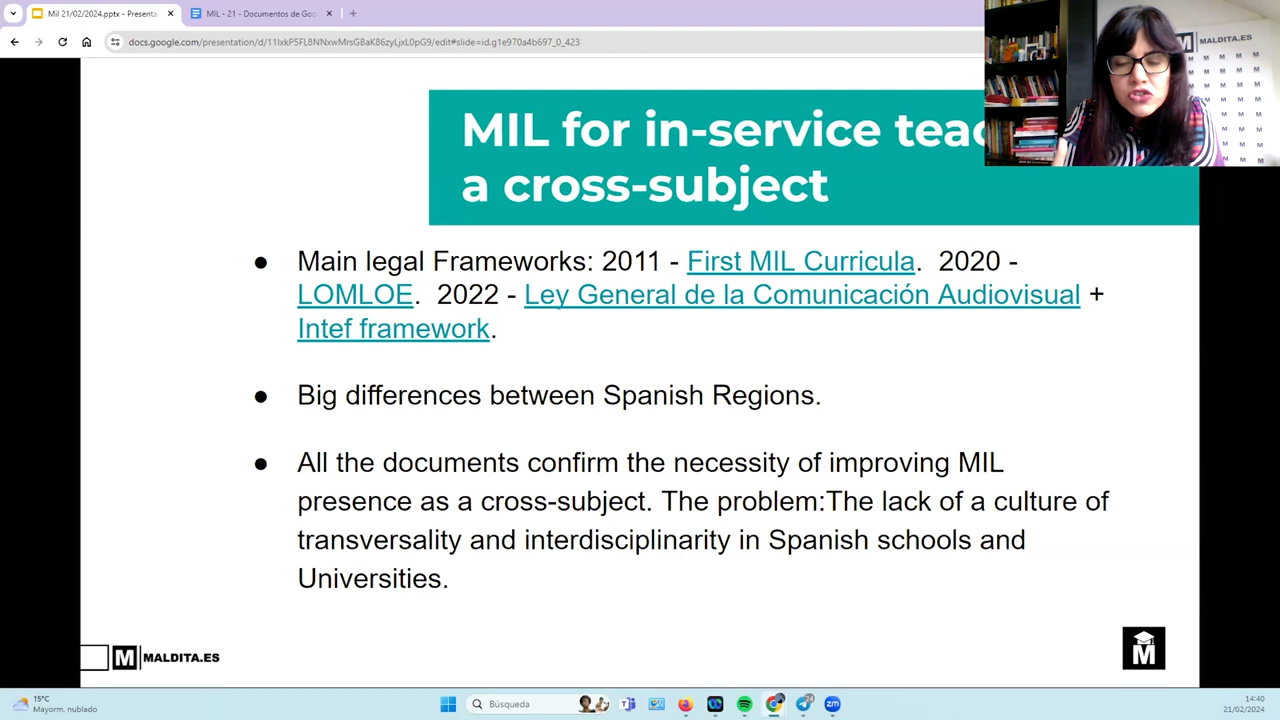 Mil 21/02/2024.pptx - Presenta
MIL - 21 - Documentos de Goo
docs.google.com/presentation/d/11IxkP5FL8NNxwMrsG8aK86zyLjxL0pG9/edit#slide=id.g1e970a4b697_0_423
MALDITA.ES
MIL for in-service
a cross-subject
● Main legal Frameworks: 2011 - First MIL Curricula. 2020 -
LOMLOE. 2022 - Ley General de la Comunicación Audiovisual +
Intef framework.
● Big differences between Spanish Regions.
● All the documents confirm the necessity of improving MIL
presence as a cross-subject. The problem:The lack of a culture of
transversality and interdisciplinarity in Spanish schools and
Universities.
M MALDITA.ES
M
15°C
Mayorm. nublado
Búsqueda
zm
14:40
21/02/2024